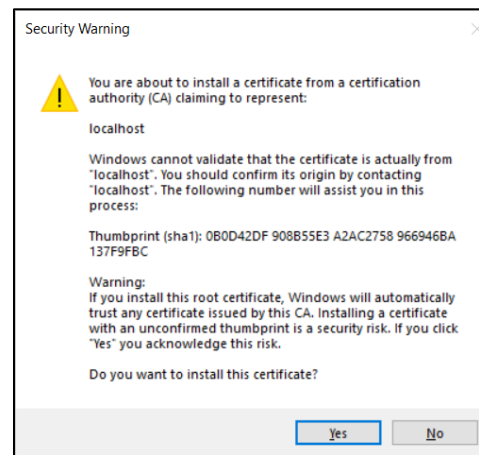 Security Warning
You are about to install a certificate from a certification
authority (CA) claiming to represent:
localhost
Windows cannot validate that the certificate is actually from
"localhost". You should confirm its origin by contacting
"localhost". The following number will assist you in this
process:
Thumbprint (sha1): 0B0D42DF 908B55E3 A2AC2758 966946BA
137F9FBC
Warning:
If you install this root certificate, Windows will automatically
trust any certificate issued by this CA. Installing a certificate
with an unconfirmed thumbprint is a security risk. If you click
"Yes" you acknowledge this risk.
Do you want to install this certificate?
Yes No